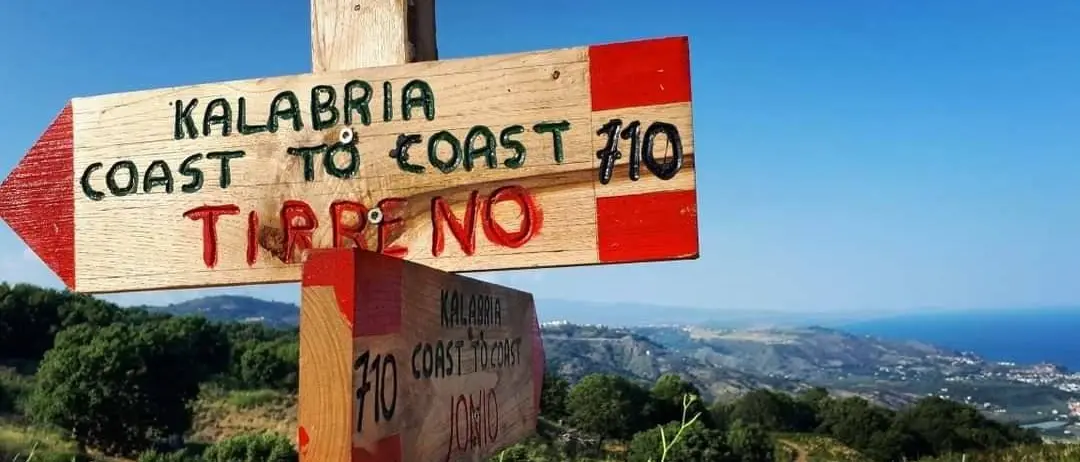 KALABRIA
COAST TO COAST 710
TIRRENO
KALABRIA
710 COAST TO COAST
JONIO